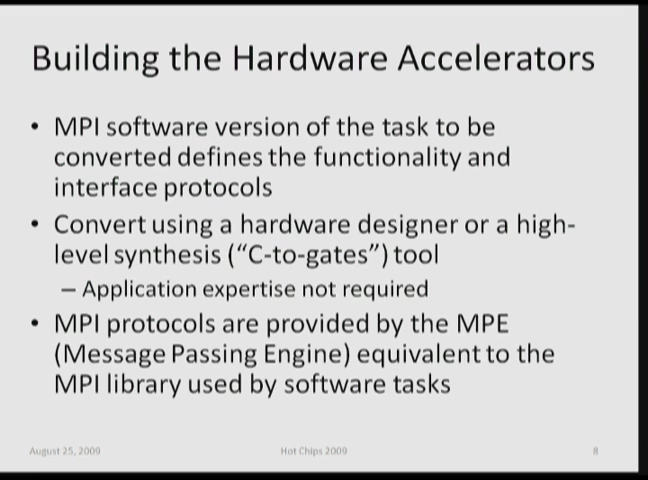 Building the Hardware Accelerators
• MPI software version of the task to be
converted defines the functionality and
interface protocols
• Convert using a hardware designer or a high-
level synthesis (“C-to-gates”) tool
– Application expertise not required
• MPI protocols are provided by the MPE
(Message Passing Engine) equivalent to the
MPI library used by software tasks
August 25, 2009
Hot Chips 2009
8